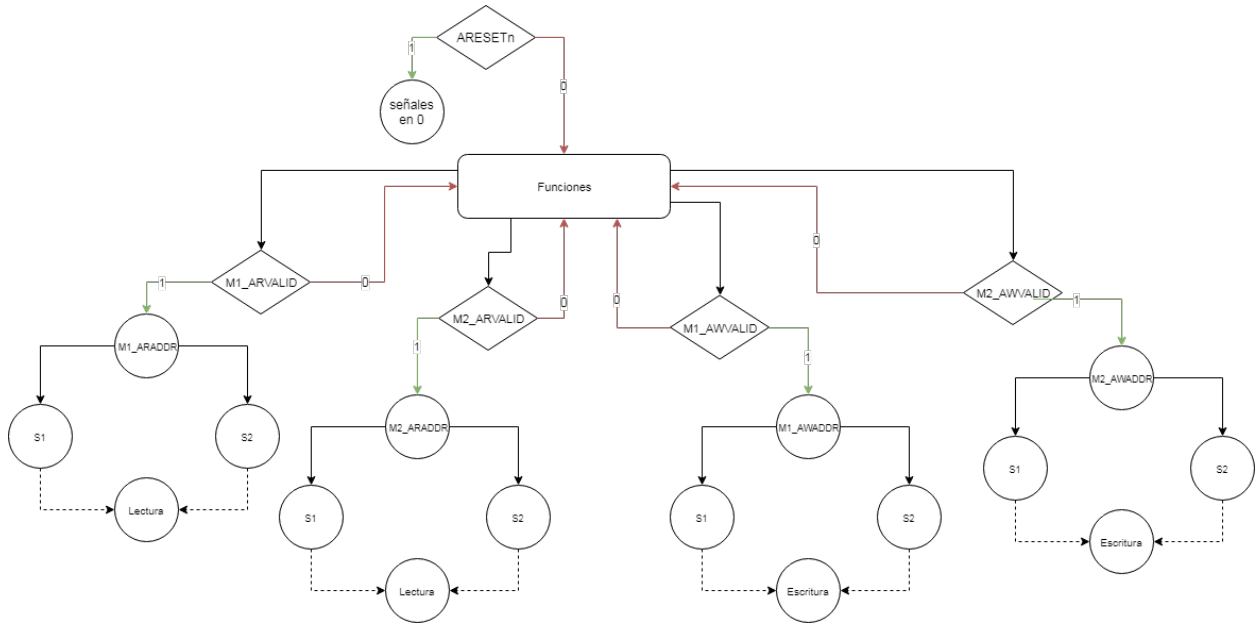 ARESETn
1
0
señales
en 0
Funciones
M1_ARVALID
1
0
M2_ARVALID
1
0
M1_AWVALID
0
1
M2_AWVALID
0
1
M1_ARADDR
S1
S2
Lectura
M2_ARADDR
S1
S2
Lectura
M1_AWADDR
S1
S2
Escritura
M2_AWADDR
S1
S2
Escritura